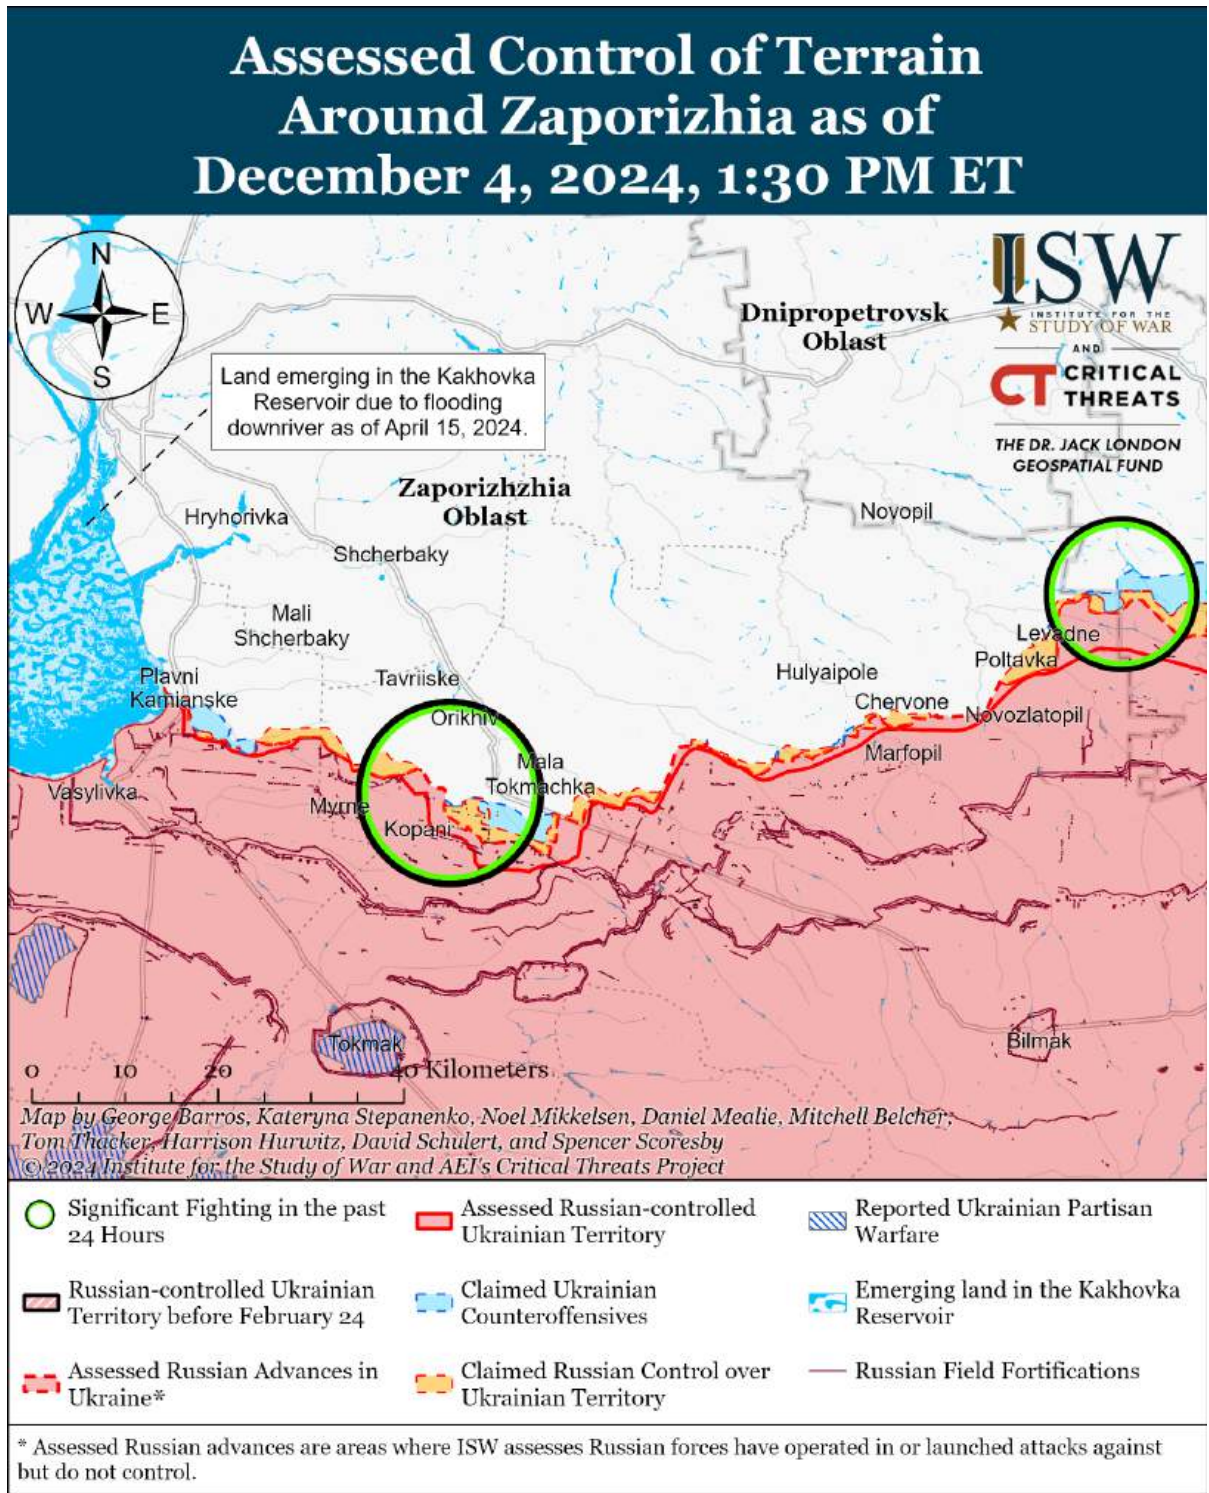 Assessed Control of Terrain
Around Zaporizhia as of
December 4, 2024, 1:30 PM ET
N
W
E
S
ISW
INSTITUTE FOR THE
STUDY OF WAR
AND
CT CRITICAL
THREATS
THE DR. JACK LONDON
GEOSPATIAL FUND
Dnipropetrovsk
Oblast
Land emerging in the Kakhovka
Reservoir due to flooding
downriver as of April 15, 2024.
Zaporizhzhia
Oblast
Hryhorivka
Novopil
Shcherbaky
Mali
Shcherbaky
Levadne
Poltavka
Plavni
Kamianske
Tavriiske
Hulyaipole
Chervone
Orikhiv
Novozlatopil
Mala
Tokmachka
Marfopil
Vasylivka
Myrne
Kopani
Tokmak
Bilmak
0 10 20 40 Kilometers
Map by George Barros, Kateryna Stepanenko, Noel Mikkelsen, Daniel Mealie, Mitchell Belcher,
Tom Thacker, Harrison Hurwitz, David Schulert, and Spencer Scoresby
© 2024 Institute for the Study of War and AEI's Critical Threats Project
Significant Fighting in the past
24 Hours
Assessed Russian-controlled
Ukrainian Territory
Reported Ukrainian Partisan
Warfare
Russian-controlled Ukrainian
Territory before February 24
Claimed Ukrainian
Counteroffensives
Emerging land in the Kakhovka
Reservoir
Assessed Russian Advances in
Ukraine*
Claimed Russian Control over
Ukrainian Territory
Russian Field Fortifications
* Assessed Russian advances are areas where ISW assesses Russian forces have operated in or launched attacks against
but do not control.